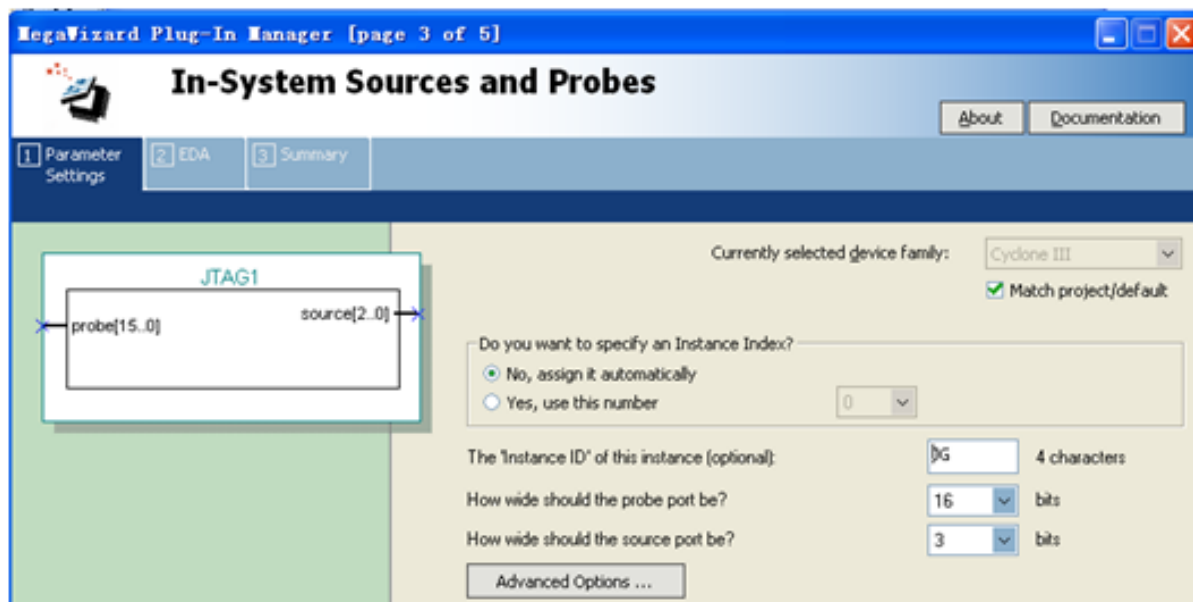 MegaWizard Plug-In Manager [page 3 of 5]
In-System Sources and Probes
About
Documentation
1 Parameter Settings
2 EDA
3 Summary
Currently selected device family:
Cyclone III
Match project/default
JTAG1
probe[15..0]
source[2..0]
Do you want to specify an Instance Index?
No, assign it automatically
Yes, use this number
0
The 'Instance ID' of this instance (optional):
4 characters
How wide should the probe port be?
16
bits
How wide should the source port be?
3
bits
Advanced Options ...